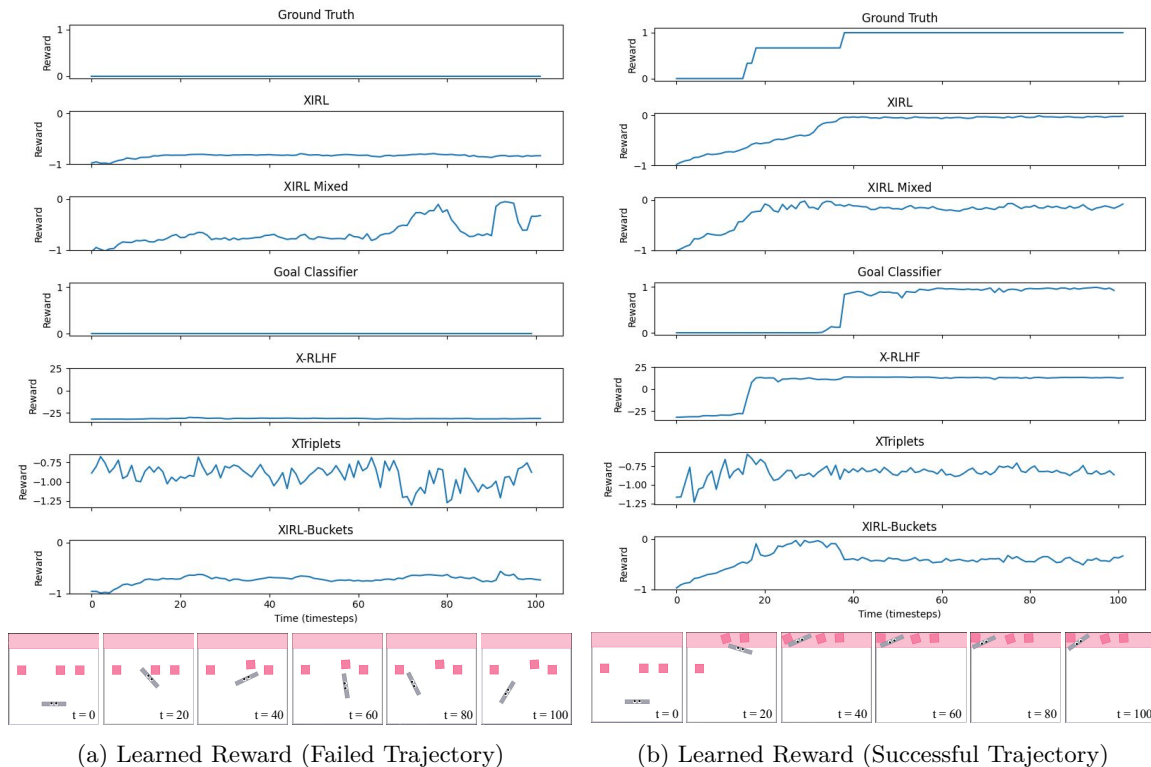 Ground Truth
1
0
Reward
XIRL
0
−1
Reward
XIRL Mixed
0
−1
Reward
Goal Classifier
1
0
Reward
X-RLHF
25
0
−25
Reward
XTriplets
−0.75
−1.00
−1.25
Reward
XIRL-Buckets
0
−1
Reward
0 20 40 60 80 100
Time (timesteps)
t = 0 t = 20 t = 40 t = 60 t = 80 t = 100
(a) Learned Reward (Failed Trajectory)
Ground Truth
1
0
Reward
XIRL
0
−1
Reward
XIRL Mixed
0
−1
Reward
Goal Classifier
1
0
Reward
X-RLHF
25
0
−25
Reward
XTriplets
−0.75
−1.00
−1.25
Reward
XIRL-Buckets
0
−1
Reward
0 20 40 60 80 100
Time (timesteps)
t = 0 t = 20 t = 40 t = 60 t = 80 t = 100
(b) Learned Reward (Successful Trajectory)